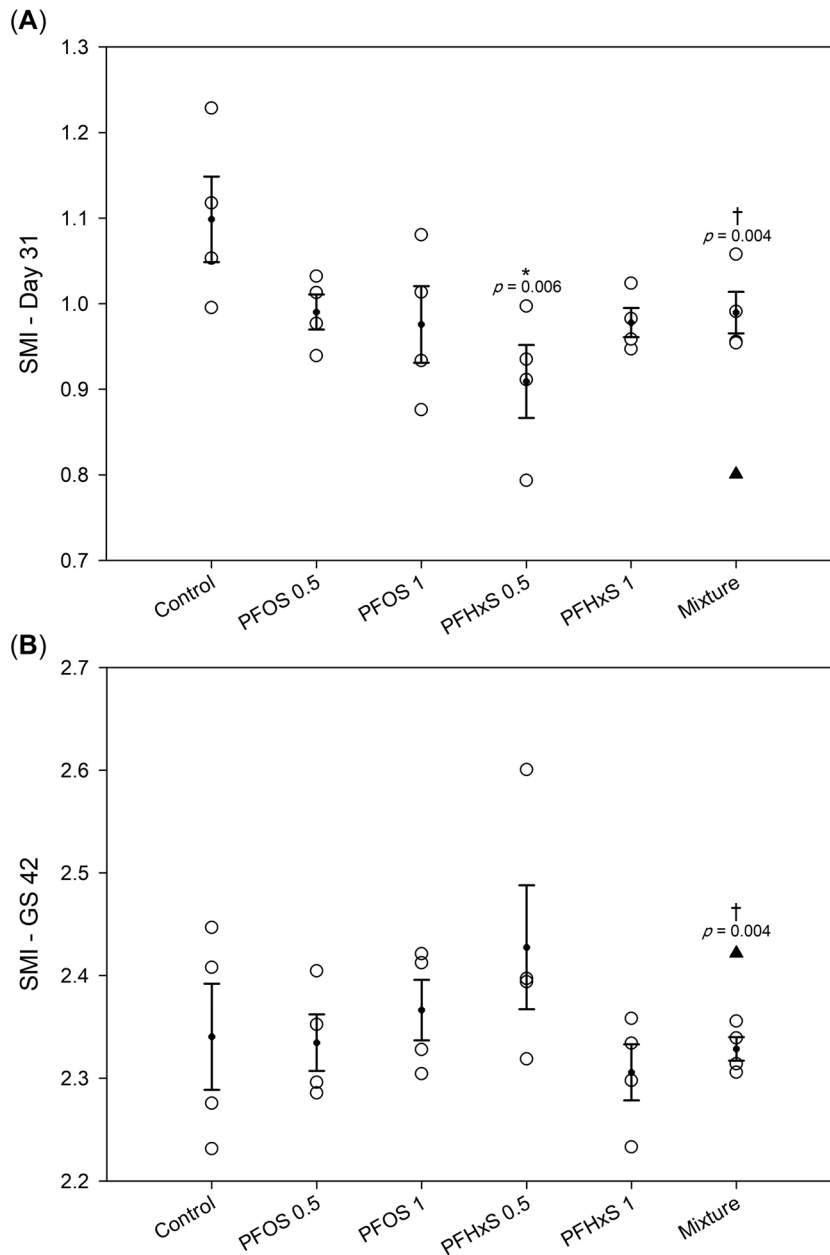 (A)
SMI - Day 31
1.3
1.2
1.1
1.0
0.9
0.8
0.7
*
p = 0.006
†
p = 0.004
Control
PFOS 0.5
PFOS 1
PFHxS 0.5
PFHxS 1
Mixture
(B)
SMI - GS 42
2.7
2.6
2.5
2.4
2.3
2.2
†
p = 0.004
Control
PFOS 0.5
PFOS 1
PFHxS 0.5
PFHxS 1
Mixture